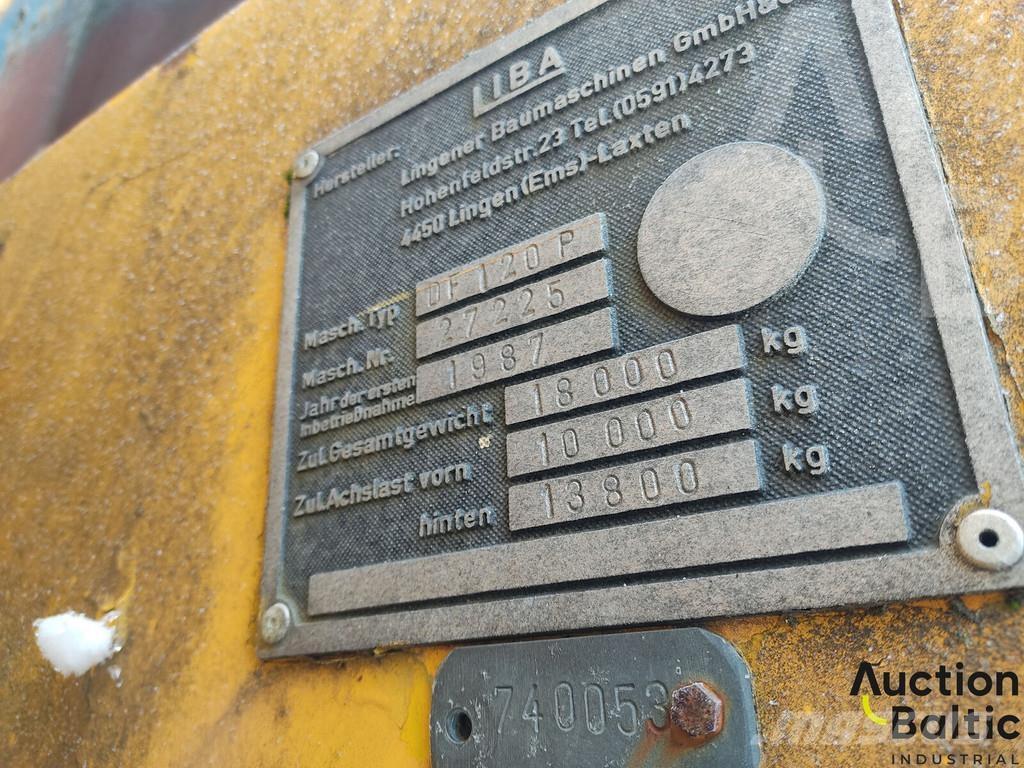 LIBA
Hersteller: Lingener Baumaschinen GmbH&
Hohenfeldstr.23 Tel.(0591)4273
4450 Lingen(Ems)-Laxten
Masch. Typ DF 120 P
Masch. Nr. 27225
Jahr der ersten Inbetriebnahme 1987
Zul. Gesamtgewicht 18000 kg
Zul. Achslast vorn 10 000 kg
hinten 13800 kg
740053
Auction
Baltic
INDUSTRIAL